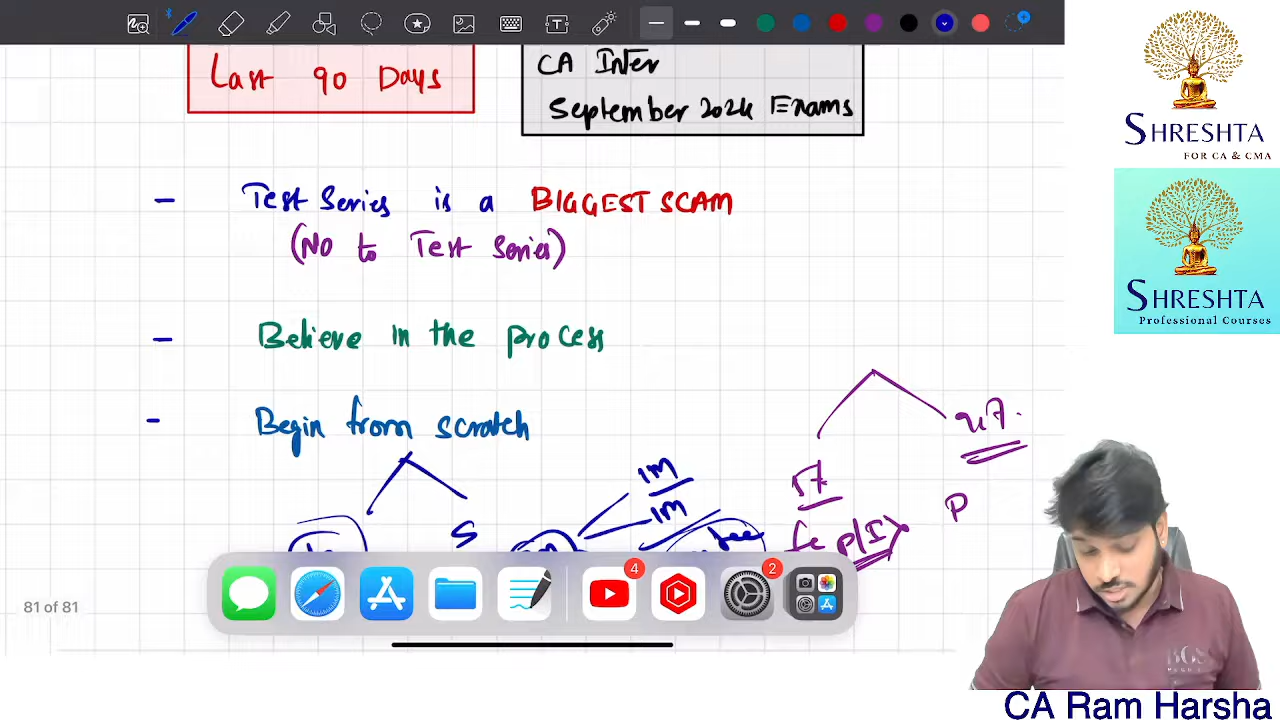 Last 90 Days
CA Inter
September 2024 Exams
SHRESHTA
FOR CA & CMA
- Test Series is a BIGGEST SCAM
(No to Test Series)
SHRESHTA
Professional Courses
- Believe in the process
- Begin from scratch
1M
1M
S
P
P(I)
4
2
81 of 81
CA Ram Harsha